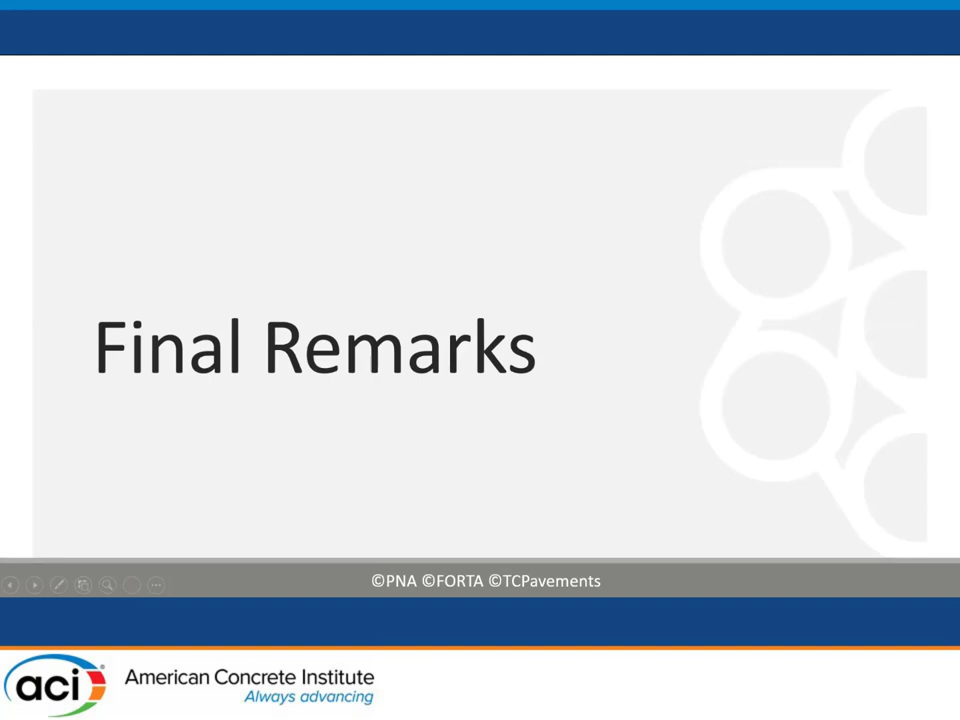 Final Remarks
©PNA ©FORTA ©TCPavements
aci
American Concrete Institute
Always advancing